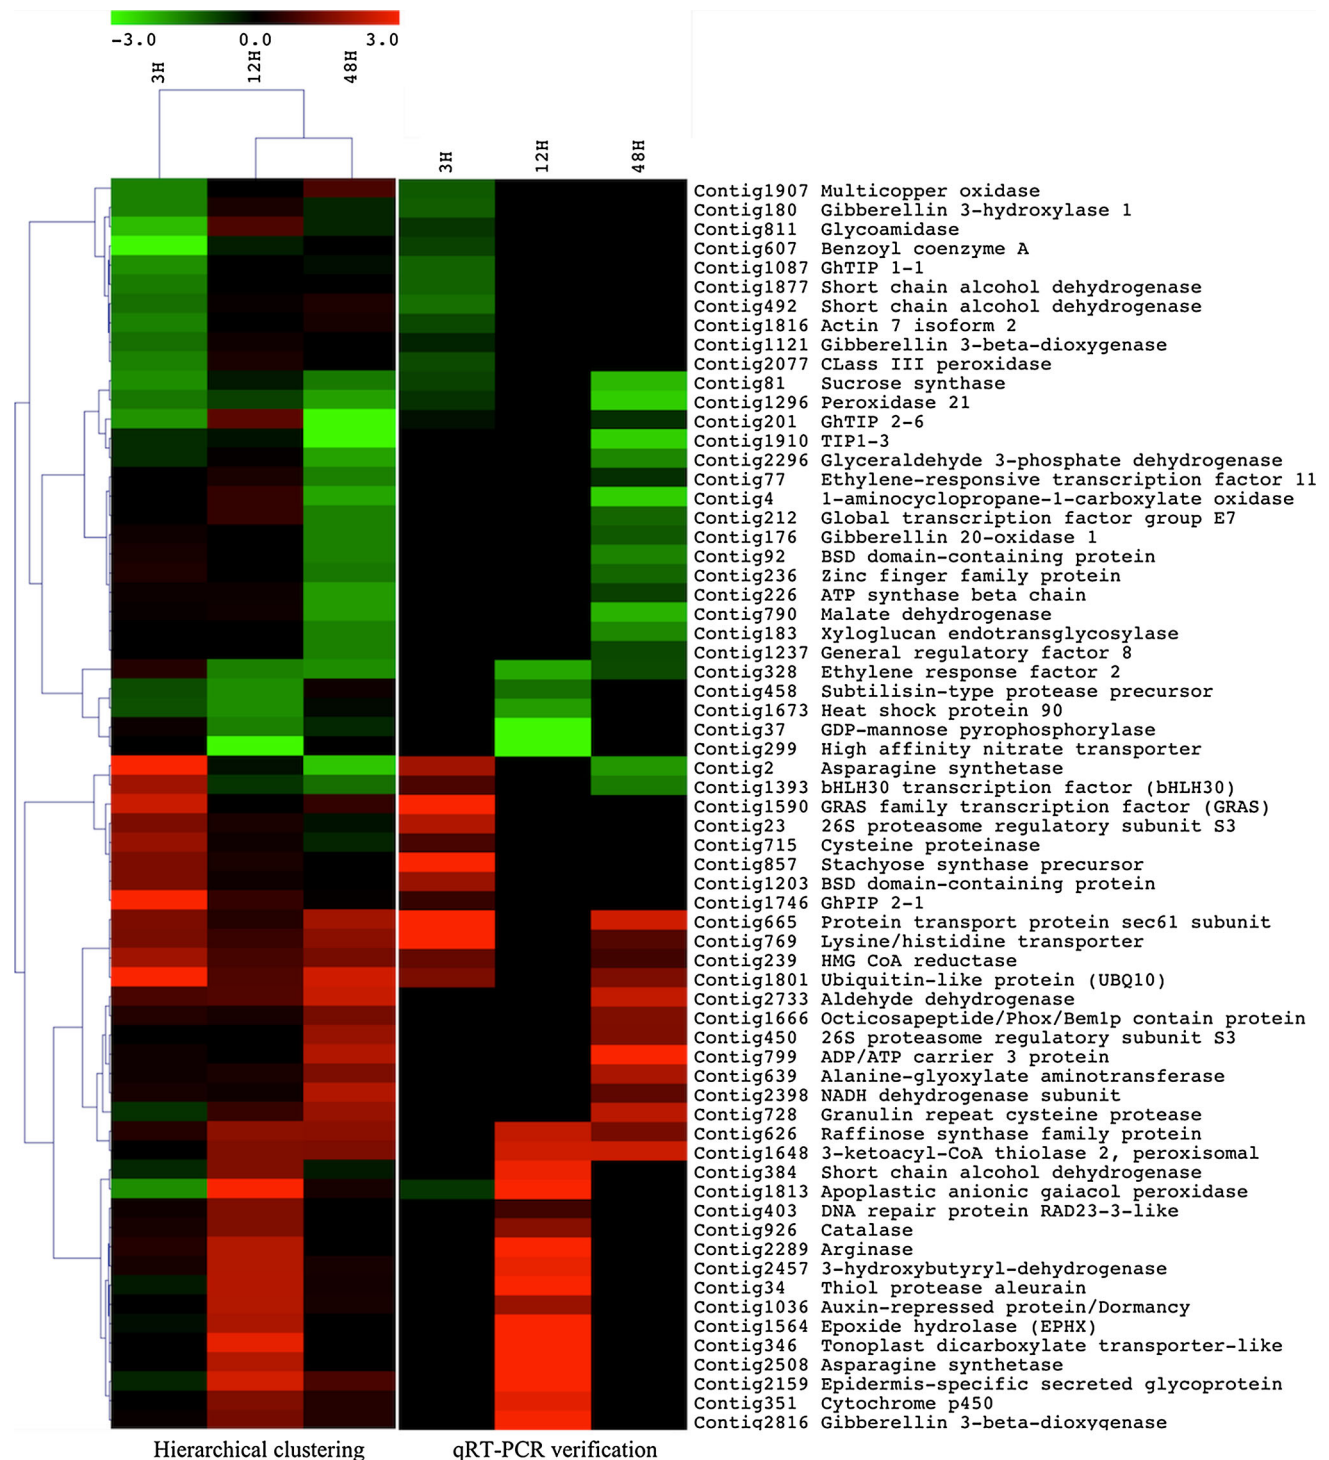 -3.0 0.0 3.0
3H 12H 48H
3H 12H 48H
Contig1907 Multicopper oxidase
Contig180 Gibberellin 3-hydroxylase 1
Contig811 Glycoamidase
Contig607 Benzoyl coenzyme A
Contig1087 GhTIP 1-1
Contig1877 Short chain alcohol dehydrogenase
Contig492 Short chain alcohol dehydrogenase
Contig1816 Actin 7 isoform 2
Contig1121 Gibberellin 3-beta-dioxygenase
Contig2077 CLass III peroxidase
Contig81 Sucrose synthase
Contig1296 Peroxidase 21
Contig201 GhTIP 2-6
Contig1910 TIP1-3
Contig2296 Glyceraldehyde 3-phosphate dehydrogenase
Contig77 Ethylene-responsive transcription factor 11
Contig4 1-aminocyclopropane-1-carboxylate oxidase
Contig212 Global transcription factor group E7
Contig176 Gibberellin 20-oxidase 1
Contig92 BSD domain-containing protein
Contig236 Zinc finger family protein
Contig226 ATP synthase beta chain
Contig790 Malate dehydrogenase
Contig183 Xyloglucan endotransglycosylase
Contig1237 General regulatory factor 8
Contig328 Ethylene response factor 2
Contig458 Subtilisin-type protease precursor
Contig1673 Heat shock protein 90
Contig37 GDP-mannose pyrophosphorylase
Contig299 High affinity nitrate transporter
Contig2 Asparagine synthetase
Contig1393 bHLH30 transcription factor (bHLH30)
Contig1590 GRAS family transcription factor (GRAS)
Contig23 26S proteasome regulatory subunit S3
Contig715 Cysteine proteinase
Contig857 Stachyose synthase precursor
Contig1203 BSD domain-containing protein
Contig1746 GhPIP 2-1
Contig665 Protein transport protein sec61 subunit
Contig769 Lysine/histidine transporter
Contig239 HMG CoA reductase
Contig1801 Ubiquitin-like protein (UBQ10)
Contig2733 Aldehyde dehydrogenase
Contig1666 Octicosapeptide/Phox/Bem1p contain protein
Contig450 26S proteasome regulatory subunit S3
Contig799 ADP/ATP carrier 3 protein
Contig639 Alanine-glyoxylate aminotransferase
Contig2398 NADH dehydrogenase subunit
Contig728 Granulin repeat cysteine protease
Contig626 Raffinose synthase family protein
Contig1648 3-ketoacyl-CoA thiolase 2, peroxisomal
Contig384 Short chain alcohol dehydrogenase
Contig1813 Apoplastic anionic gaiacol peroxidase
Contig403 DNA repair protein RAD23-3-like
Contig926 Catalase
Contig2289 Arginase
Contig2457 3-hydroxybutyryl-dehydrogenase
Contig34 Thiol protease aleurain
Contig1036 Auxin-repressed protein/Dormancy
Contig1564 Epoxide hydrolase (EPHX)
Contig346 Tonoplast dicarboxylate transporter-like
Contig2508 Asparagine synthetase
Contig2159 Epidermis-specific secreted glycoprotein
Contig351 Cytochrome p450
Contig2816 Gibberellin 3-beta-dioxygenase
Hierarchical clustering qRT-PCR verification